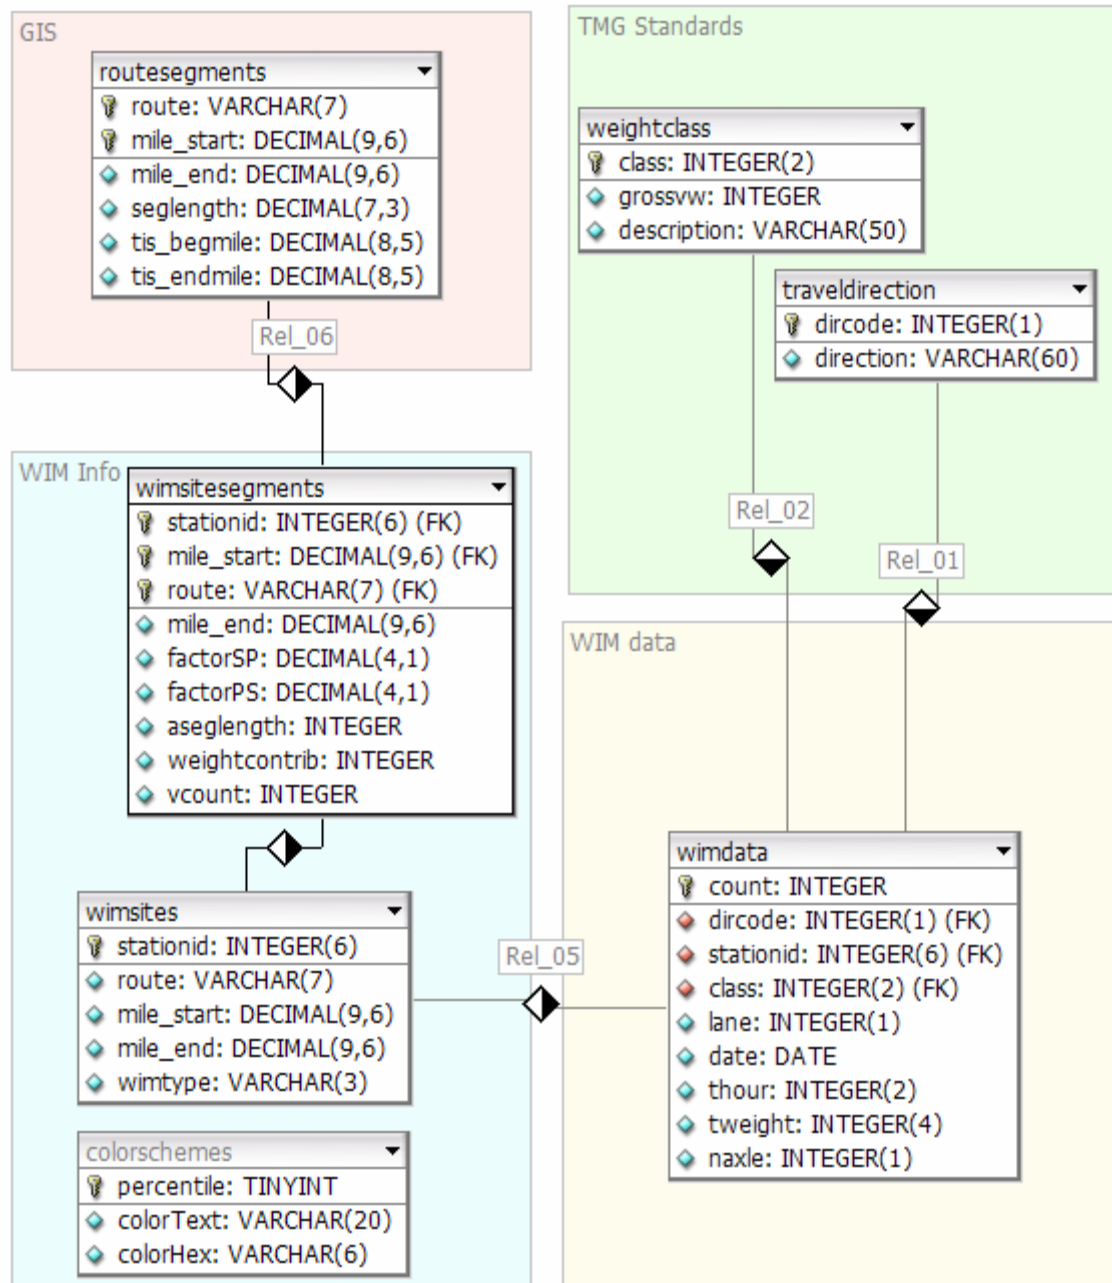 GIS
routesegments
route: VARCHAR(7)
mile_start: DECIMAL(9,6)
mile_end: DECIMAL(9,6)
seglength: DECIMAL(7,3)
tis_begmile: DECIMAL(8,5)
tis_endmile: DECIMAL(8,5)
Rel_06
TMG Standards
weightclass
class: INTEGER(2)
grossvw: INTEGER
description: VARCHAR(50)
traveldirection
dircode: INTEGER(1)
direction: VARCHAR(60)
Rel_02
Rel_01
WIM Info
wimsitesegments
stationid: INTEGER(6) (FK)
mile_start: DECIMAL(9,6) (FK)
route: VARCHAR(7) (FK)
mile_end: DECIMAL(9,6)
factorSP: DECIMAL(4,1)
factorPS: DECIMAL(4,1)
aseglength: INTEGER
weightcontrib: INTEGER
vcount: INTEGER
wimsites
stationid: INTEGER(6)
route: VARCHAR(7)
mile_start: DECIMAL(9,6)
mile_end: DECIMAL(9,6)
wimtype: VARCHAR(3)
colorschemes
percentile: TINYINT
colorText: VARCHAR(20)
colorHex: VARCHAR(6)
Rel_05
WIM data
wimdata
count: INTEGER
dircode: INTEGER(1) (FK)
stationid: INTEGER(6) (FK)
class: INTEGER(2) (FK)
lane: INTEGER(1)
date: DATE
thour: INTEGER(2)
tweight: INTEGER(4)
naxle: INTEGER(1)